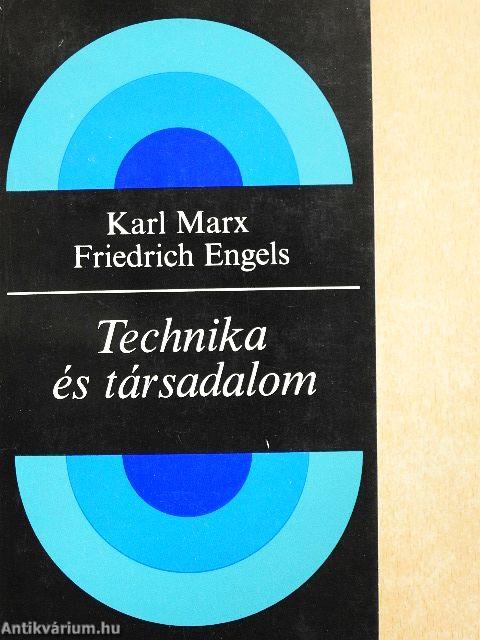 Karl Marx
Friedrich Engels
Technika
és társadalom
Antikvárium.hu